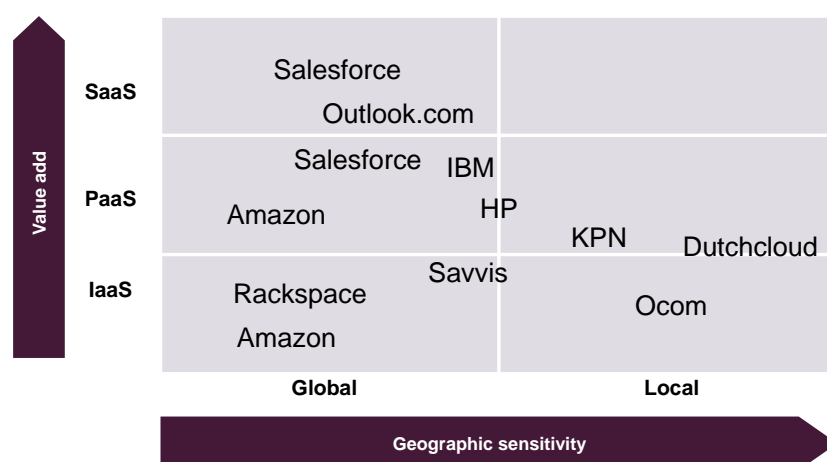 Value add
SaaS
Salesforce
Outlook.com
PaaS
Salesforce
IBM
Amazon
HP
KPN
Dutchcloud
IaaS
Savvis
Rackspace
Ocom
Amazon
Global
Local
Geographic sensitivity